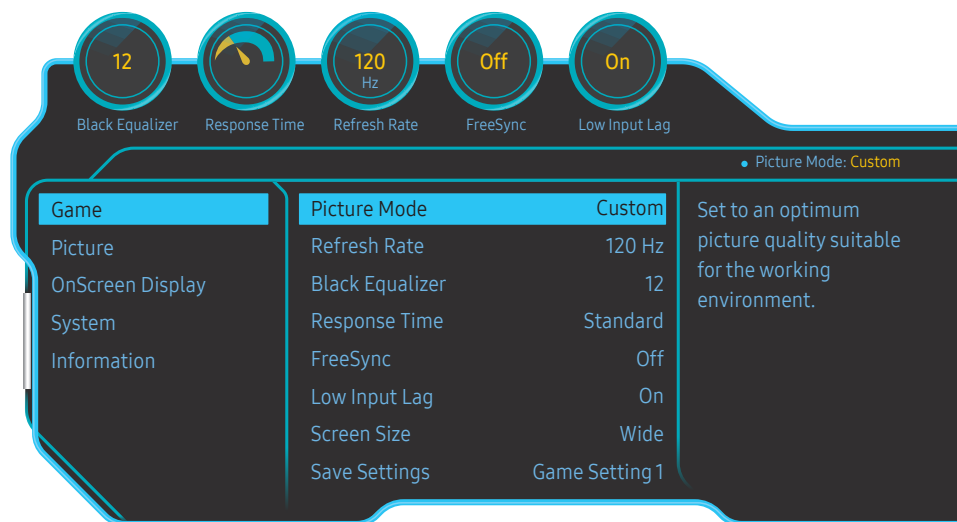 12
120
Hz
Off
On
Black Equalizer
Response Time
Refresh Rate
FreeSync
Low Input Lag
• Picture Mode: Custom
Game
Picture
OnScreen Display
System
Information
Picture Mode Custom
Refresh Rate 120 Hz
Black Equalizer 12
Response Time Standard
FreeSync Off
Low Input Lag On
Screen Size Wide
Save Settings Game Setting 1
Set to an optimum
picture quality suitable
for the working
environment.